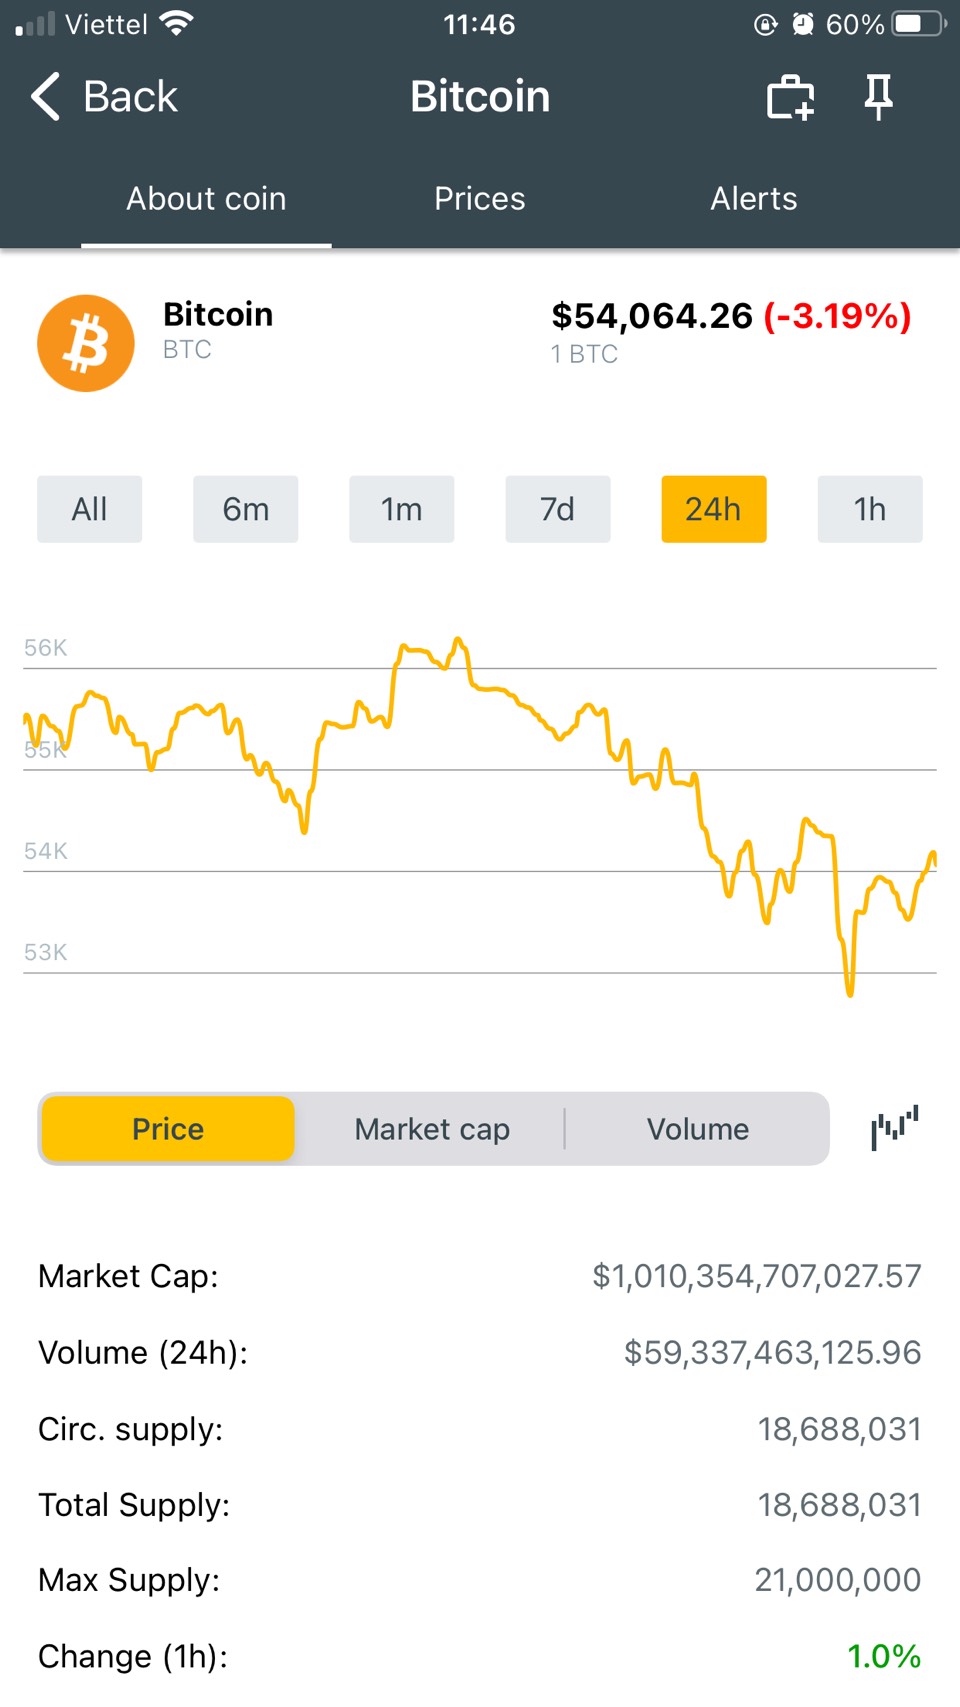 Viettel 11:46 60%
Back Bitcoin
About coin Prices Alerts
Bitcoin $54,064.26 (-3.19%)
BTC 1 BTC
All 6m 1m 7d 24h 1h
56K
55K
54K
53K
Price Market cap Volume
Market Cap: $1,010,354,707,027.57
Volume (24h): $59,337,463,125.96
Circ. supply: 18,688,031
Total Supply: 18,688,031
Max Supply: 21,000,000
Change (1h): 1.0%